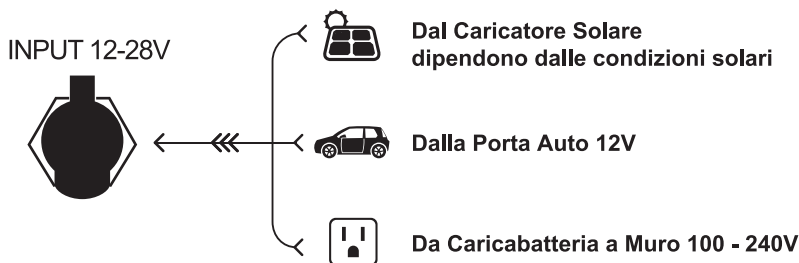 INPUT 12-28V
Dal Caricatore Solare
dipendono dalle condizioni solari
Dalla Porta Auto 12V
Da Caricabatteria a Muro 100 - 240V